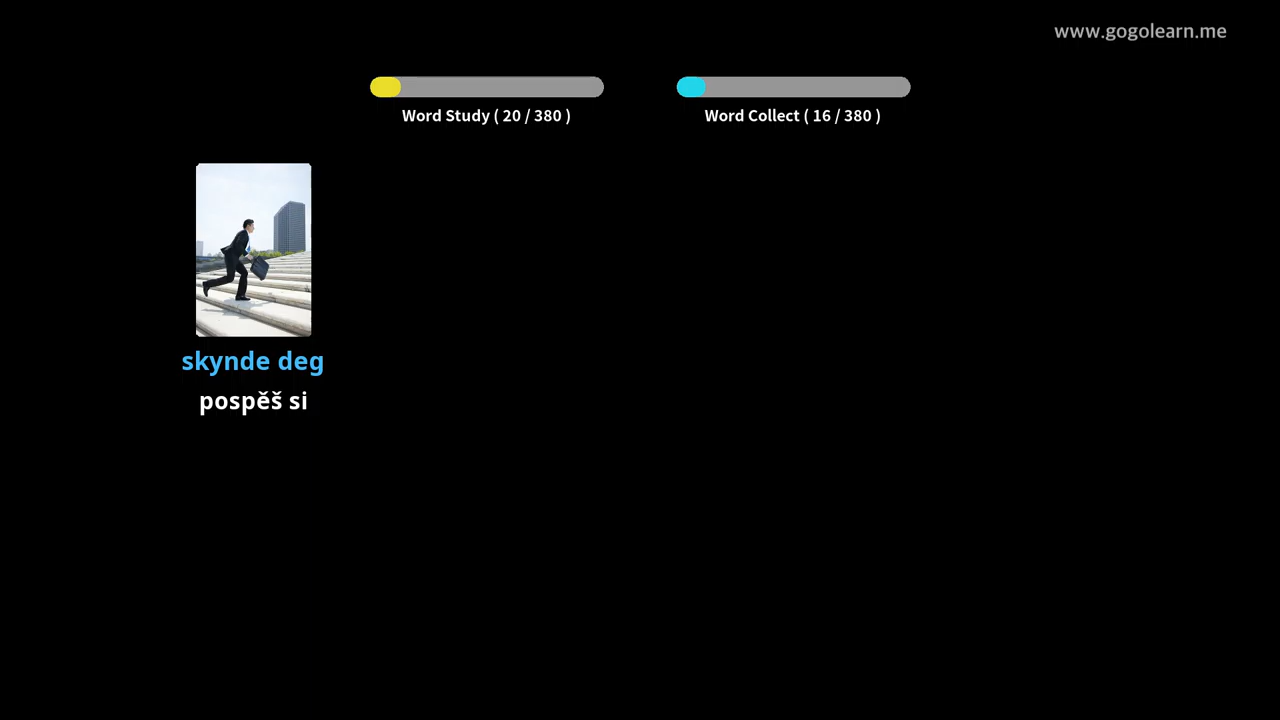 www.gogolearn.me
Word Study ( 20 / 380 )
Word Collect ( 16 / 380 )
skynde deg
pospěš si